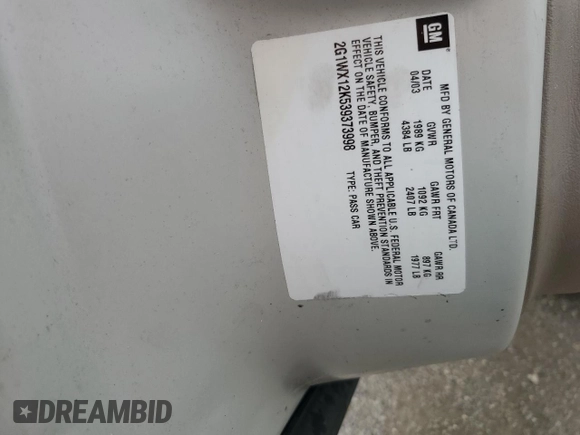 GM
MFD BY GENERAL MOTORS OF CANADA LTD.
DATE GVWR GAWR FRT GAWR RR
04/03 1989 KG 1092 KG 897 KG
4384 LB 2407 LB 1977 LB
THIS VEHICLE CONFORMS TO ALL APPLICABLE U.S. FEDERAL MOTOR
VEHICLE SAFETY, BUMPER, AND THEFT PREVENTION STANDARDS IN
EFFECT ON THE DATE OF MANUFACTURE SHOWN ABOVE.
2G1WX12K539373998 TYPE: PASS CAR
DREAMBID